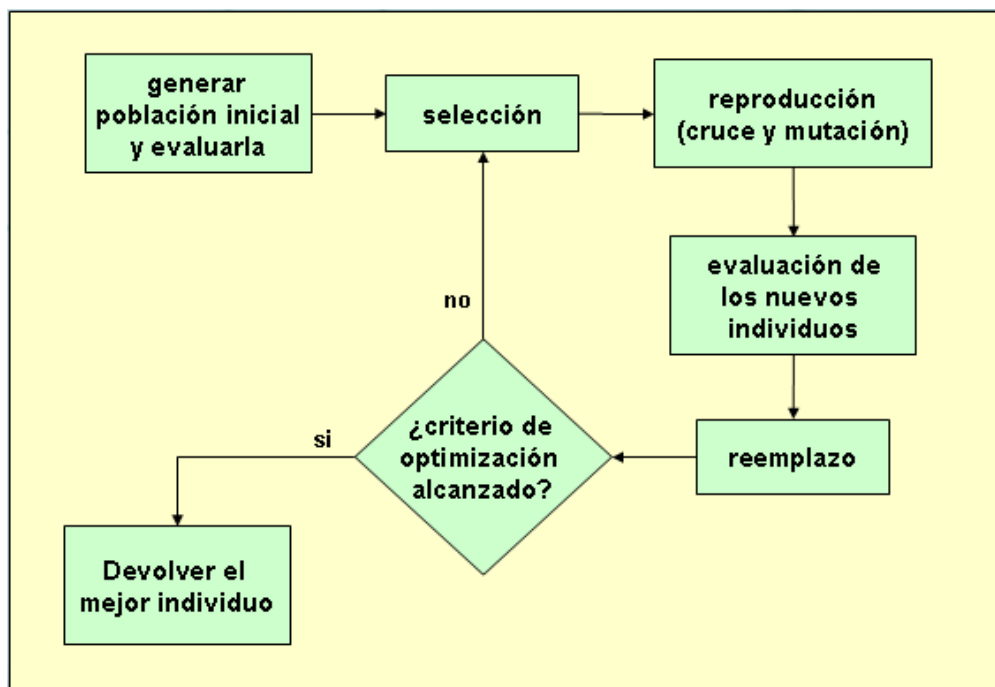 generar
población inicial
y evaluarla
selección
reproducción
(cruce y mutación)
evaluación de
los nuevos
individuos
reemplazo
¿criterio de
optimización
alcanzado?
no
si
Devolver el
mejor individuo